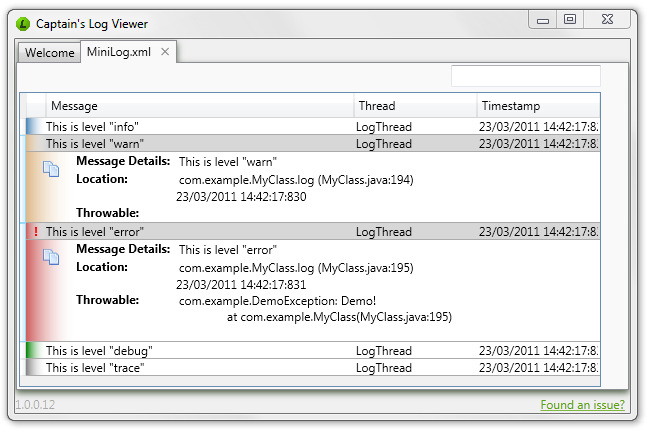 Captain's Log Viewer
Welcome MiniLog.xml
Message Thread Timestamp
This is level "info" LogThread 23/03/2011 14:42:17:8
This is level "warn" LogThread 23/03/2011 14:42:17:8
Message Details: This is level "warn"
Location: com.example.MyClass.log (MyClass.java:194)
23/03/2011 14:42:17:830
Throwable:
! This is level "error" LogThread 23/03/2011 14:42:17:8
Message Details: This is level "error"
Location: com.example.MyClass.log (MyClass.java:195)
23/03/2011 14:42:17:831
Throwable: com.example.DemoException: Demo!
at com.example.MyClass(MyClass.java:195)
This is level "debug" LogThread 23/03/2011 14:42:17:8
This is level "trace" LogThread 23/03/2011 14:42:17:8
1.0.0.12 Found an issue?